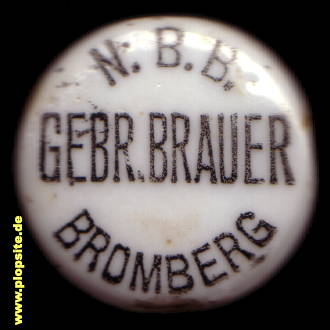 N. B. B.
GEBR. BRAUER
BROMBERG
www.plopsite.de